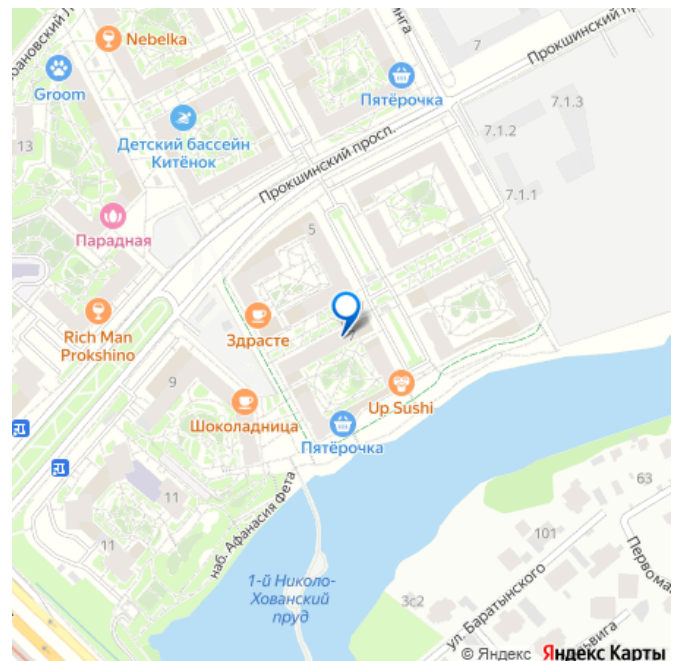 Nebelka
Groom
13
Детский бассейн
Китёнок
Парадная
Rich Man
Prokshino
Пятёрочка
7
Прокшинский просп.
7.1.3
7.1.2
7.1.1
5
Здрасте
7
9
Шоколадница
Up Sushi
Пятёрочка
11
11
наб. Афанасия Фета
1-й Николо-
Хованский
пруд
3с2
101
63
ул. Баратынского
Первома
© Яндекс Яндекс Карты